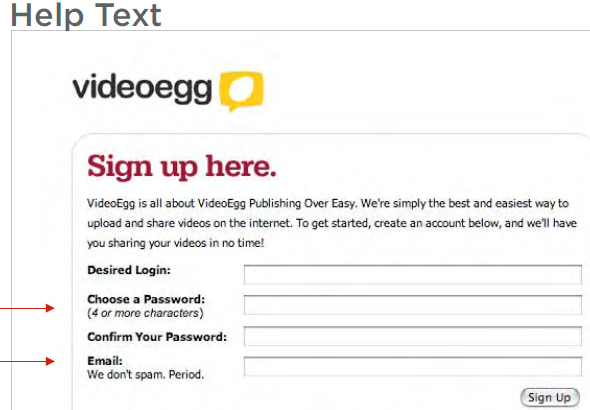 Help Text
videoegg
Sign up here.
VideoEgg is all about VideoEgg Publishing Over Easy. We're simply the best and easiest way to
upload and share videos on the internet. To get started, create an account below, and we'll have
you sharing your videos in no time!
Desired Login:
Choose a Password:
(4 or more characters)
Confirm Your Password:
Email:
We don't spam. Period.
Sign Up